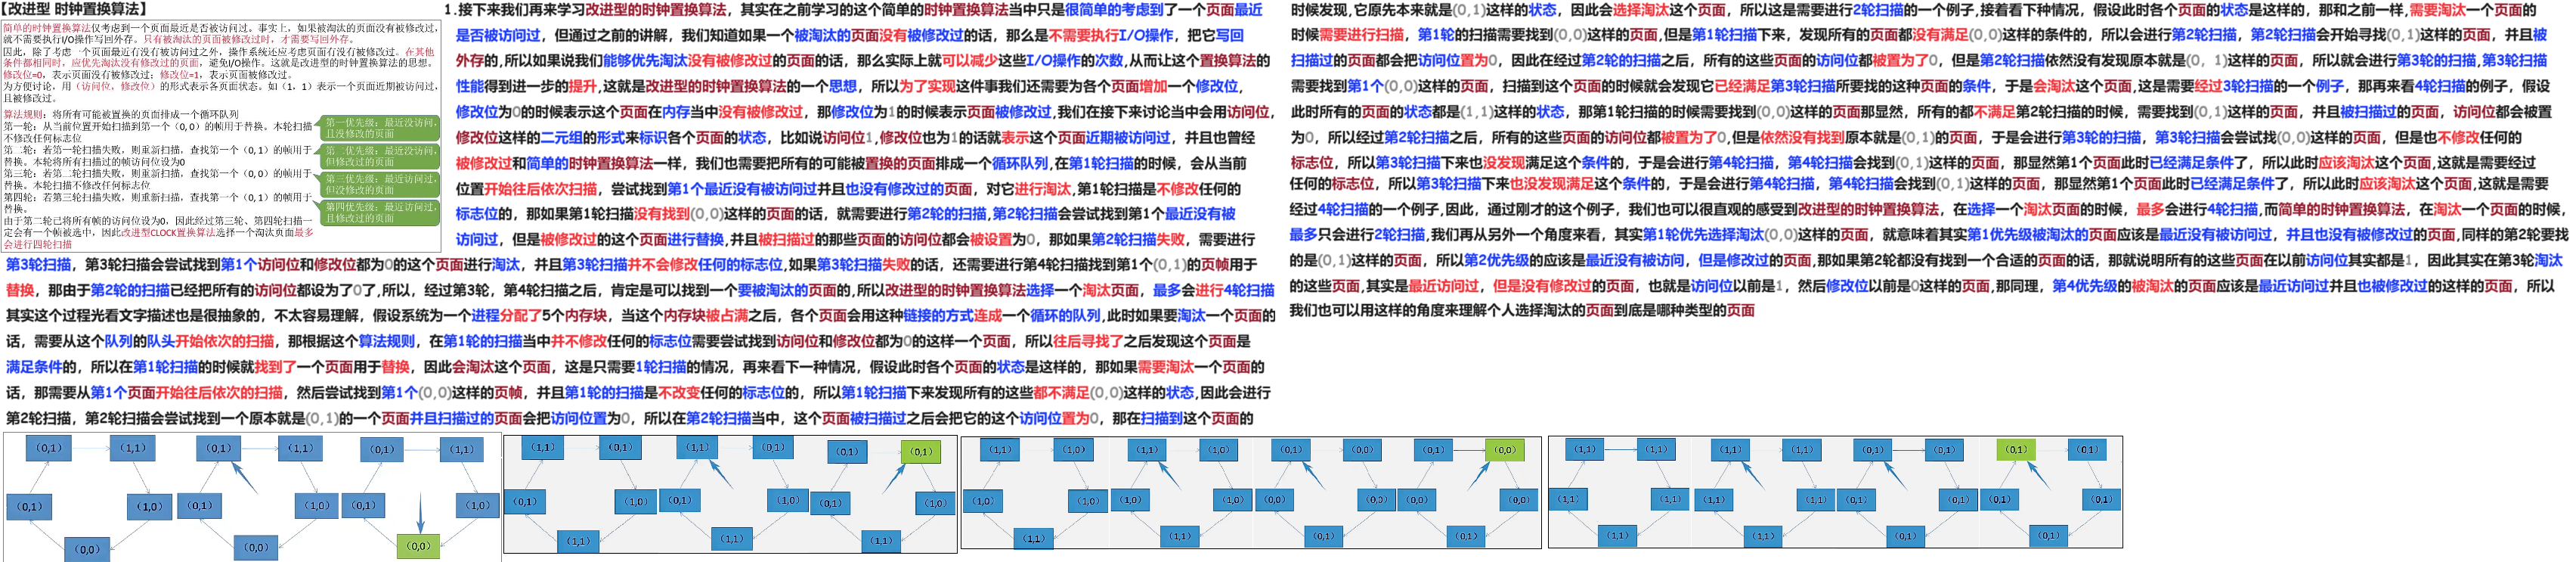 【改进型 时钟置换算法】
简单的时钟置换算法仅考虑到一个页面最近是否被访问过。事实上，如果被淘汰的页面没有被修改过，
就不需要执行I/O操作写回外存。只有被淘汰的页面被修改过时，才需要写回外存。
因此，除了考虑一个页面最近有没有被访问过之外，操作系统还应考虑页面有没有被修改过。在其他
条件都相同时，应优先淘汰没有修改过的页面，避免I/O操作。这就是改进型的时钟置换算法的思想。
修改位=0，表示页面没有被修改过；修改位=1，表示页面被修改过。
为方便讨论，用（访问位，修改位）的形式表示各页面状态。如（1，1）表示一个页面近期被访问过，
且被修改过。
算法规则：将所有可能被置换的页面排成一个循环队列
第一轮：从当前位置开始扫描到第一个（0,0）的帧用于替换。本轮扫描
不修改任何标志位
第二轮：若第一轮扫描失败，则重新扫描，查找第一个（0,1）的帧用于
替换。本轮将所有扫描过的帧访问位设为0
第三轮：若第二轮扫描失败，则重新扫描，查找第一个（0,0）的帧用于
替换。本轮扫描不修改任何标志位
第四轮：若第三轮扫描失败，则重新扫描，查找第一个（0,1）的帧用于
替换。
由于第二轮已将所有帧的访问位设为0，因此经过第三轮、第四轮扫描一
定会有一个帧被选中，因此改进型CLOCK置换算法选择一个淘汰页面最多
会进行四轮扫描
第一优先级：最近没访问，
且没修改的页面
第二优先级：最近没访问，
但修改过的页面
第三优先级：最近访问过，
但没修改的页面
第四优先级：最近访问过，
且修改过的页面
1.接下来我们再来学习改进型的时钟置换算法，其实在之前学习的这个简单的时钟置换算法当中只是很简单的考虑到了一个页面最近
是否被访问过，但通过之前的讲解，我们知道如果一个被淘汰的页面没有被修改过的话，那么是不需要执行I/O操作，把它写回
外存的,所以如果说我们能够优先淘汰没有被修改过的页面的话，那么实际上就可以减少这些I/O操作的次数,从而让这个置换算法的
性能得到进一步的提升,这就是改进型的时钟置换算法的一个思想，所以为了实现这件事我们还需要为各个页面增加一个修改位，
修改位为0的时候表示这个页面在内存当中没有被修改过，那修改位为1的时候表示页面被修改过,我们在接下来讨论当中会用访问位,
修改位这样的二元组的形式来标识各个页面的状态，比如说访问位1,修改位也为1的话就表示这个页面近期被访问过，并且也曾经
被修改过和简单的时钟置换算法一样，我们也需要把所有的可能被置换的页面排成一个循环队列,在第1轮扫描的时候，会从当前
位置开始往后依次扫描，尝试找到第1个最近没有被访问过并且也没有修改过的页面，对它进行淘汰,第1轮扫描是不修改任何的
标志位的，那如果第1轮扫描没有找到(0,0)这样的页面的话，就需要进行第2轮的扫描,第2轮扫描会尝试找到第1个最近没有被
访问过，但是被修改过的这个页面进行替换,并且被扫描过的那些页面的访问位都会被设置为0，那如果第2轮扫描失败，需要进行
第3轮扫描，第3轮扫描会尝试找到第1个访问位和修改位都为0的这个页面进行淘汰，并且第3轮扫描并不会修改任何的标志位,如果第3轮扫描失败的话，还需要进行第4轮扫描找到第1个(0,1)的页帧用于
替换，那由于第2轮的扫描已经把所有的访问位都设为了0了,所以，经过第3轮，第4轮扫描之后，肯定是可以找到一个要被淘汰的页面的,所以改进型的时钟置换算法选择一个淘汰页面，最多会进行4轮扫描
其实这个过程光看文字描述也是很抽象的，不太容易理解，假设系统为一个进程分配了5个内存块，当这个内存块被占满之后，各个页面会用这种链接的方式连成一个循环的队列,此时如果要淘汰一个页面的
话，需要从这个队列的队头开始依次的扫描，那根据这个算法规则，在第1轮的扫描当中并不修改任何的标志位需要尝试找到访问位和修改位都为0的这样一个页面，所以往后寻找了之后发现这个页面是
满足条件的，所以在第1轮扫描的时候就找到了一个页面用于替换，因此会淘汰这个页面，这是只需要1轮扫描的情况，再来看下一种情况，假设此时各个页面的状态是这样的，那如果需要淘汰一个页面的
话，那需要从第1个页面开始往后依次的扫描，然后尝试找到第1个(0,0)这样的页帧，并且第1轮的扫描是不改变任何的标志位的，所以第1轮扫描下来发现所有的这些都不满足(0,0)这样的状态,因此会进行
第2轮扫描，第2轮扫描会尝试找到一个原本就是(0,1)的一个页面并且扫描过的页面会把访问位置为0，所以在第2轮扫描当中，这个页面被扫描过之后会把它的这个访问位置为0，那在扫描到这个页面的
时候发现,它原先本来就是(0,1)这样的状态，因此会选择淘汰这个页面，所以这是需要进行2轮扫描的一个例子,接着看下种情况，假设此时各个页面的状态是这样的，那和之前一样,需要淘汰一个页面的
时候需要进行扫描，第1轮的扫描需要找到(0,0)这样的页面,但是第1轮扫描下来，发现所有的页面都没有满足(0,0)这样的条件的，所以会进行第2轮扫描，第2轮扫描会开始寻找(0,1)这样的页面，并且被
扫描过的页面都会把访问位置为0，因此在经过第2轮的扫描之后，所有的这些页面的访问位都被置为了0，但是第2轮扫描依然没有发现原本就是(0, 1)这样的页面，所以就会进行第3轮的扫描,第3轮扫描
需要找到第1个(0,0)这样的页面，扫描到这个页面的时候就会发现它已经满足第3轮扫描所要找的这种页面的条件，于是会淘汰这个页面,这是需要经过3轮扫描的一个例子，那再来看4轮扫描的例子，假设
此时所有的页面的状态都是(1,1)这样的状态，那第1轮扫描的时候需要找到(0,0)这样的页面那显然，所有的都不满足第2轮扫描的时候，需要找到(0,1)这样的页面，并且被扫描过的页面，访问位都会被置
为0，所以经过第2轮扫描之后，所有的这些页面的访问位都被置为了0,但是依然没有找到原本就是(0,1)的页面，于是会进行第3轮的扫描，第3轮扫描会尝试找(0,0)这样的页面，但是也不修改任何的
标志位，所以第3轮扫描下来也没发现满足这个条件的，于是会进行第4轮扫描，第4轮扫描会找到(0,1)这样的页面，那显然第1个页面此时已经满足条件了，所以此时应该淘汰这个页面,这就是需要经过
任何的标志位，所以第3轮扫描下来也没发现满足这个条件的，于是会进行第4轮扫描，第4轮扫描会找到(0,1)这样的页面，那显然第1个页面此时已经满足条件了，所以此时应该淘汰这个页面,这就是需要
经过4轮扫描的一个例子,因此，通过刚才的这个例子，我们也可以很直观的感受到改进型的时钟置换算法，在选择一个淘汰页面的时候，最多会进行4轮扫描,而简单的时钟置换算法，在淘汰一个页面的时候，
最多只会进行2轮扫描,我们再从另外一个角度来看，其实第1轮优先选择淘汰(0,0)这样的页面，就意味着其实第1优先级被淘汰的页面应该是最近没有被访问过，并且也没有被修改过的页面,同样的第2轮要找
的是(0,1)这样的页面，所以第2优先级的应该是最近没有被访问，但是修改过的页面,那如果第2轮都没有找到一个合适的页面的话，那就说明所有的这些页面在以前访问位其实都是1，因此其实在第3轮淘汰
的这些页面,其实是最近访问过，但是没有修改过的页面，也就是访问位以前是1，然后修改位以前是0这样的页面,那同理，第4优先级的被淘汰的页面应该是最近访问过并且也被修改过的这样的页面，所以
我们也可以用这样的角度来理解个人选择淘汰的页面到底是哪种类型的页面
(0,1) (1,1) (0,1) (1,1) (0,1) (1,1)
(0,1) (1,0) (0,1) (1,0) (0,1) (1,0)
(0,0) (0,0) (0,0)
(1,1) (0,1) (1,1) (0,1) (0,1) (0,1)
(0,1) (1,0) (0,1) (1,0) (0,1) (1,0)
(1,1) (1,1) (1,1)
(1,1) (1,0) (1,1) (1,0) (0,1) (0,0) (0,1) (0,0)
(1,0) (1,0) (1,0) (1,0) (0,0) (0,0) (0,0) (0,0)
(1,1) (1,1) (0,1) (0,1)
(1,1) (1,1) (1,1) (1,1) (0,1) (0,1) (0,1) (0,1)
(1,1) (1,1) (1,1) (1,1) (0,1) (0,1) (0,1) (0,1)
(1,1) (1,1) (0,1) (0,1)